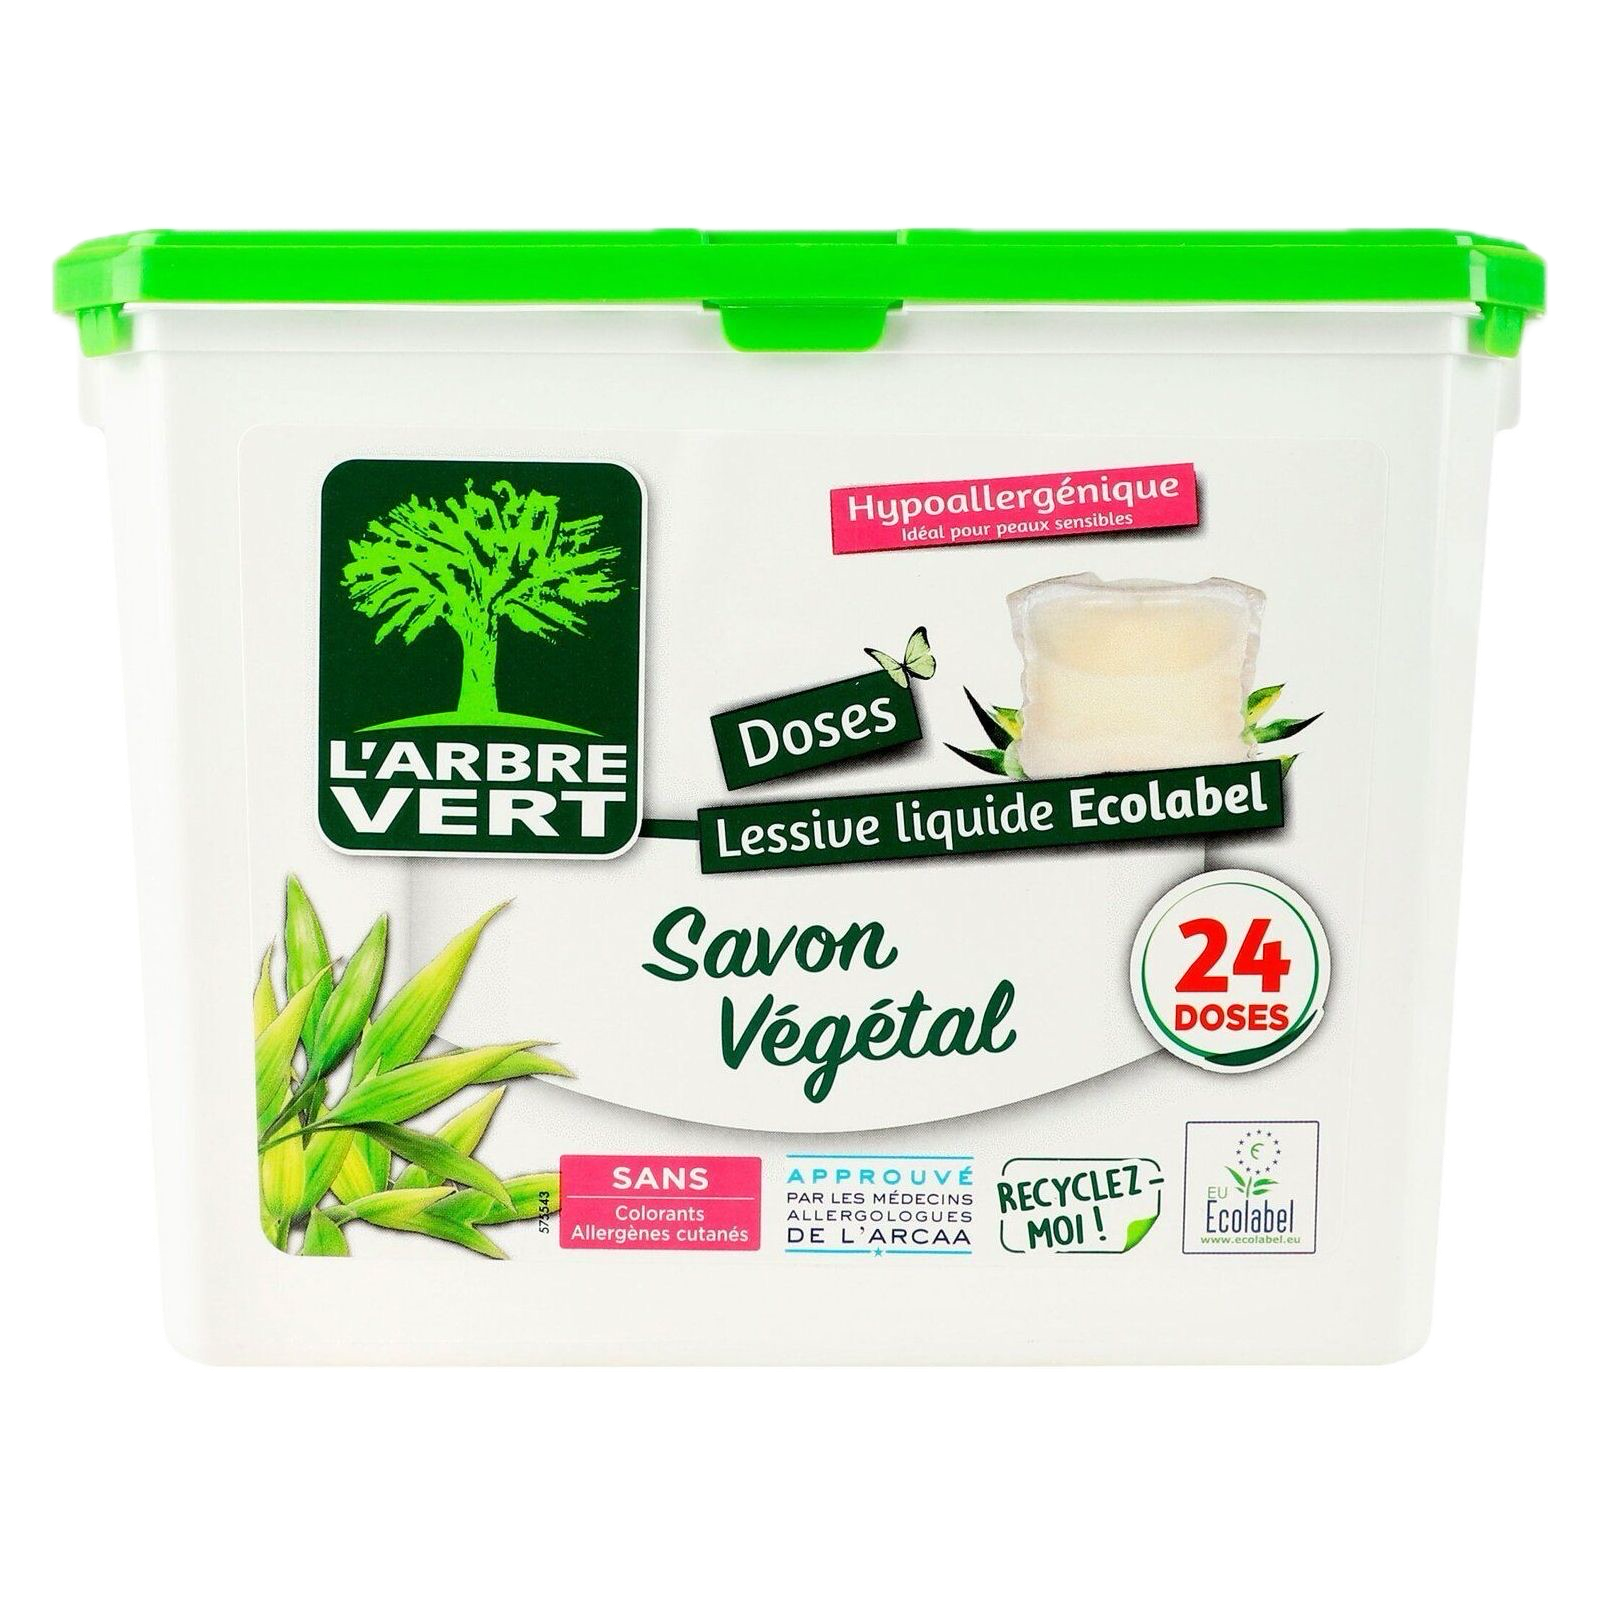 L'ARBRE
VERT
Hypoallergénique
Idéal pour peaux sensibles
Doses
Lessive liquide Ecolabel
Savon
Végétal
24
DOSES
575543
SANS
Colorants
Allergènes cutanés
APPROUVÉ
PAR LES MÉDECINS
ALLERGOLOGUES
DE L'ARCAA
RECYCLEZ-
MOI !
€
EU
Ecolabel
www.ecolabel.eu